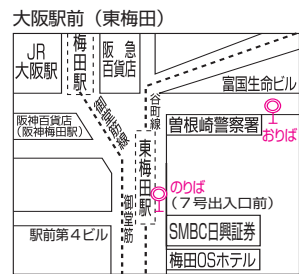 大阪駅前（東梅田）
JR
大阪駅
梅田駅
阪急
百貨店
谷町線
富国生命ビル
御堂筋線
阪神百貨店
（阪神梅田駅）
曽根崎警察署
おりば
東梅田駅
のりば
（7号出入口前）
御堂筋
駅前第4ビル
SMBC日興証券
梅田OSホテル